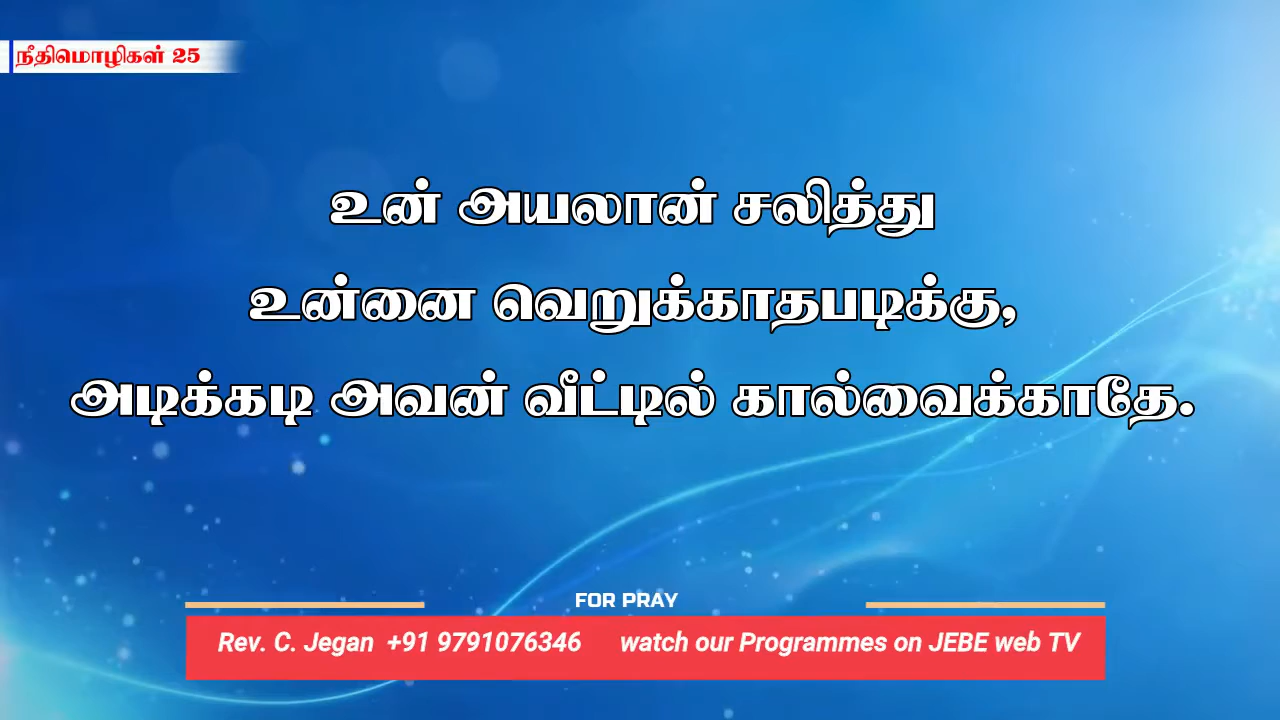 நீதிமொழிகள் 25
உன் அயலான் சலித்து
உன்னை வெறுக்காதபடிக்கு,
அடிக்கடி அவன் வீட்டில் கால்வைக்காதே.
FOR PRAY
Rev. C. Jegan +91 9791076346 watch our Programmes on JEBE web TV